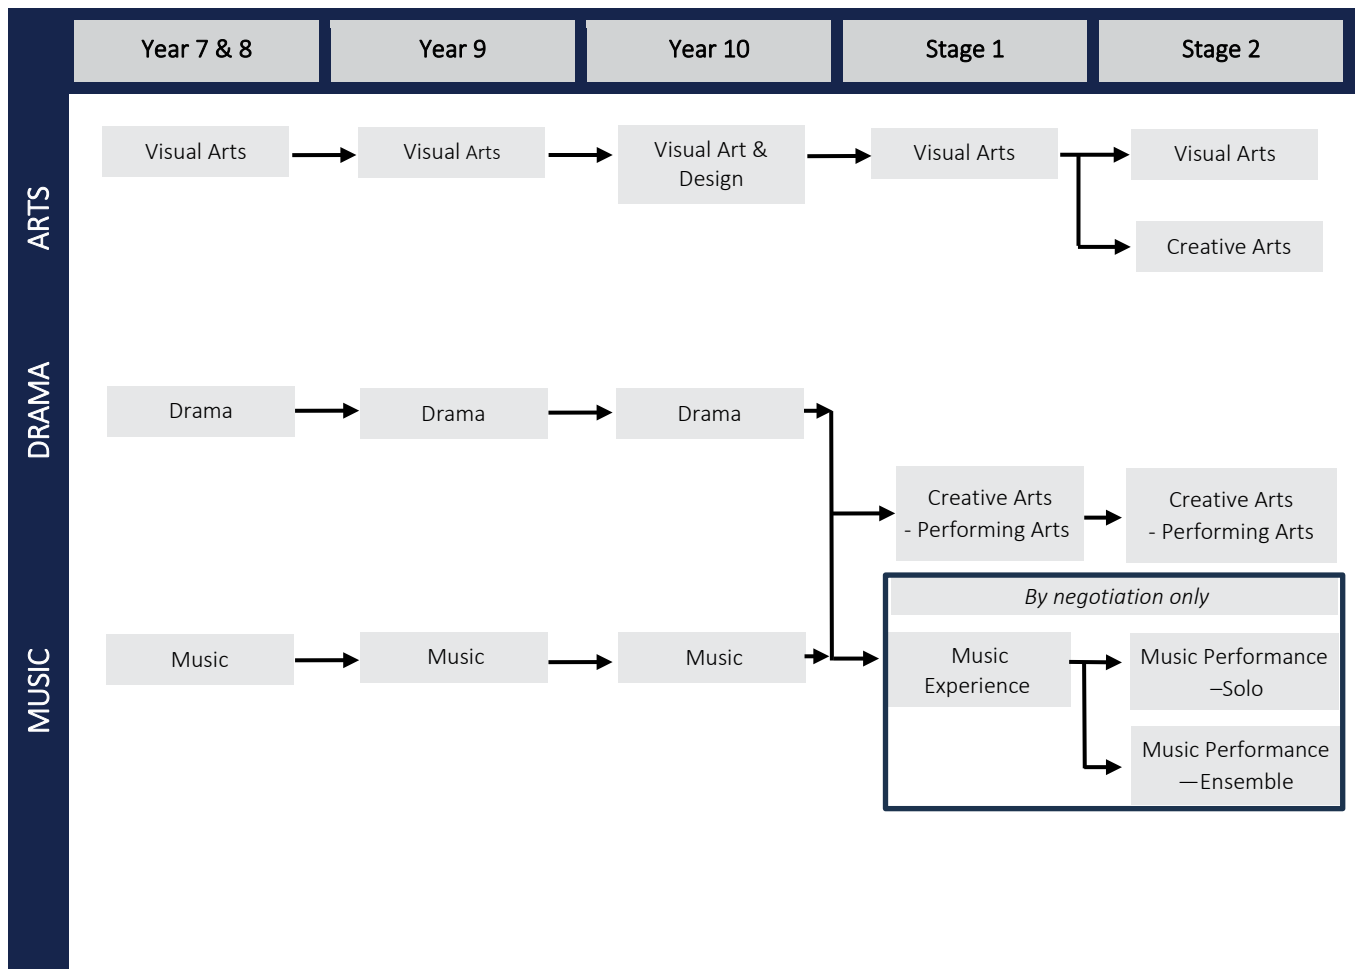 Year 7 & 8
Year 9
Year 10
Stage 1
Stage 2
ARTS
Visual Arts
Visual Arts
Visual Art &
Design
Visual Arts
Visual Arts
Creative Arts
DRAMA
Drama
Drama
Drama
Creative Arts
- Performing Arts
Creative Arts
- Performing Arts
By negotiation only
MUSIC
Music
Music
Music
Music
Experience
Music Performance
–Solo
Music Performance
—Ensemble